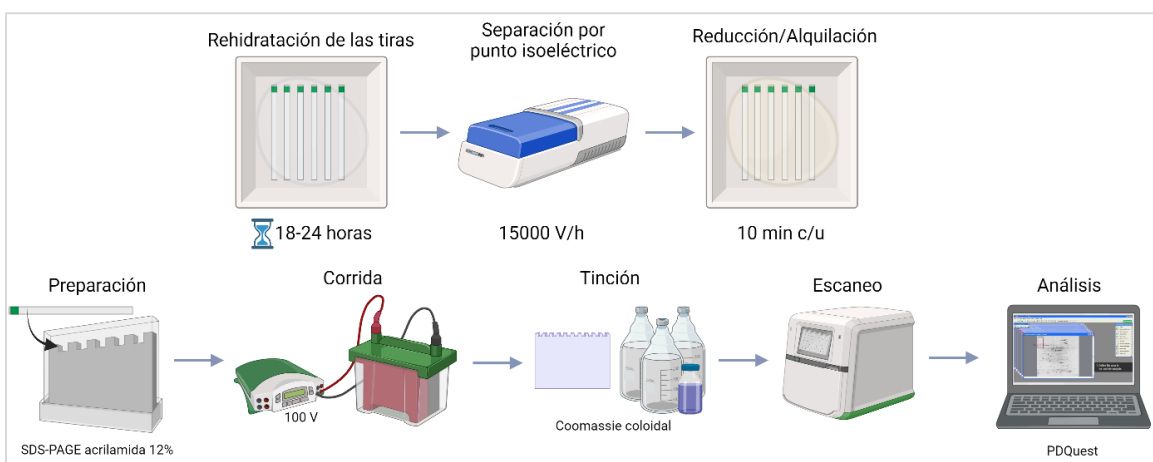 Rehidratación de las tiras
Separación por
punto isoeléctrico
Reducción/Alquilación
18-24 horas
15000 V/h
10 min c/u
Preparación
Corrida
Tinción
Escaneo
Análisis
100 V
SDS-PAGE acrilamida 12%
Coomassie coloidal
PDQuest